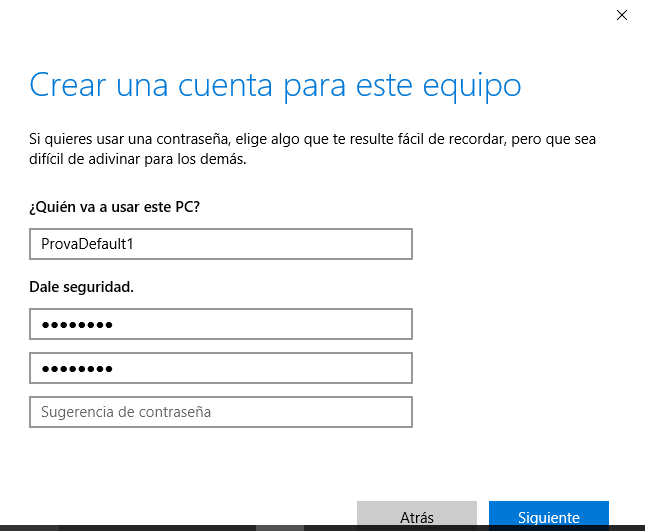 Crear una cuenta para este equipo
Si quieres usar una contraseña, elige algo que te resulte fácil de recordar, pero que sea
difícil de adivinar para los demás.
¿Quién va a usar este PC?
ProvaDefault1
Dale seguridad.
●●●●●●●●
●●●●●●●●
Sugerencia de contraseña
Atrás
Siguiente